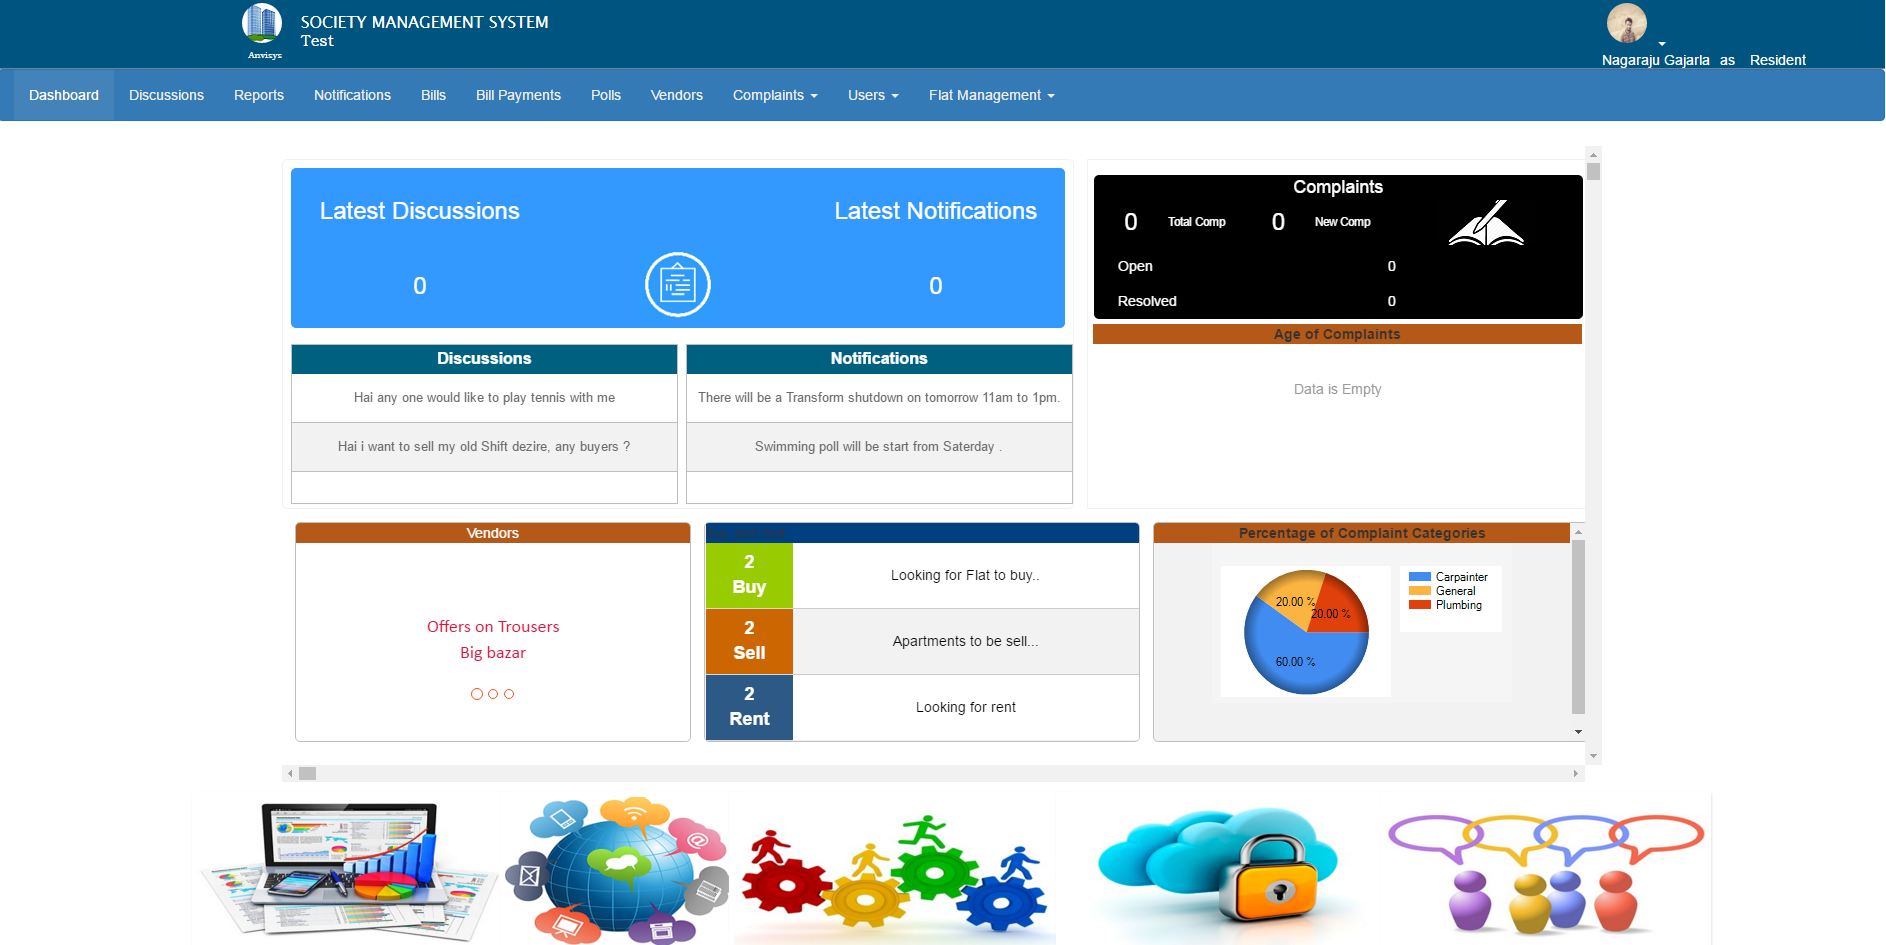 SOCIETY MANAGEMENT SYSTEM
Test
Anvisys
Nagaraju Gajarla as Resident
Dashboard Discussions Reports Notifications Bills Bill Payments Polls Vendors Complaints Users Flat Management
Latest Discussions
Latest Notifications
0
0
Complaints
0 Total Comp 0 New Comp
Open 0
Resolved 0
Age of Complaints
Data is Empty
Discussions
Hai any one would like to play tennis with me
Hai i want to sell my old Shift dezire, any buyers ?
Notifications
There will be a Transform shutdown on tomorrow 11am to 1pm.
Swimming poll will be start from Saterday .
Vendors
Offers on Trousers
Big bazar
2
Buy
Looking for Flat to buy..
2
Sell
Apartments to be sell...
2
Rent
Looking for rent
Percentage of Complaint Categories
20.00 %
20.00 %
60.00 %
Carpainter
General
Plumbing